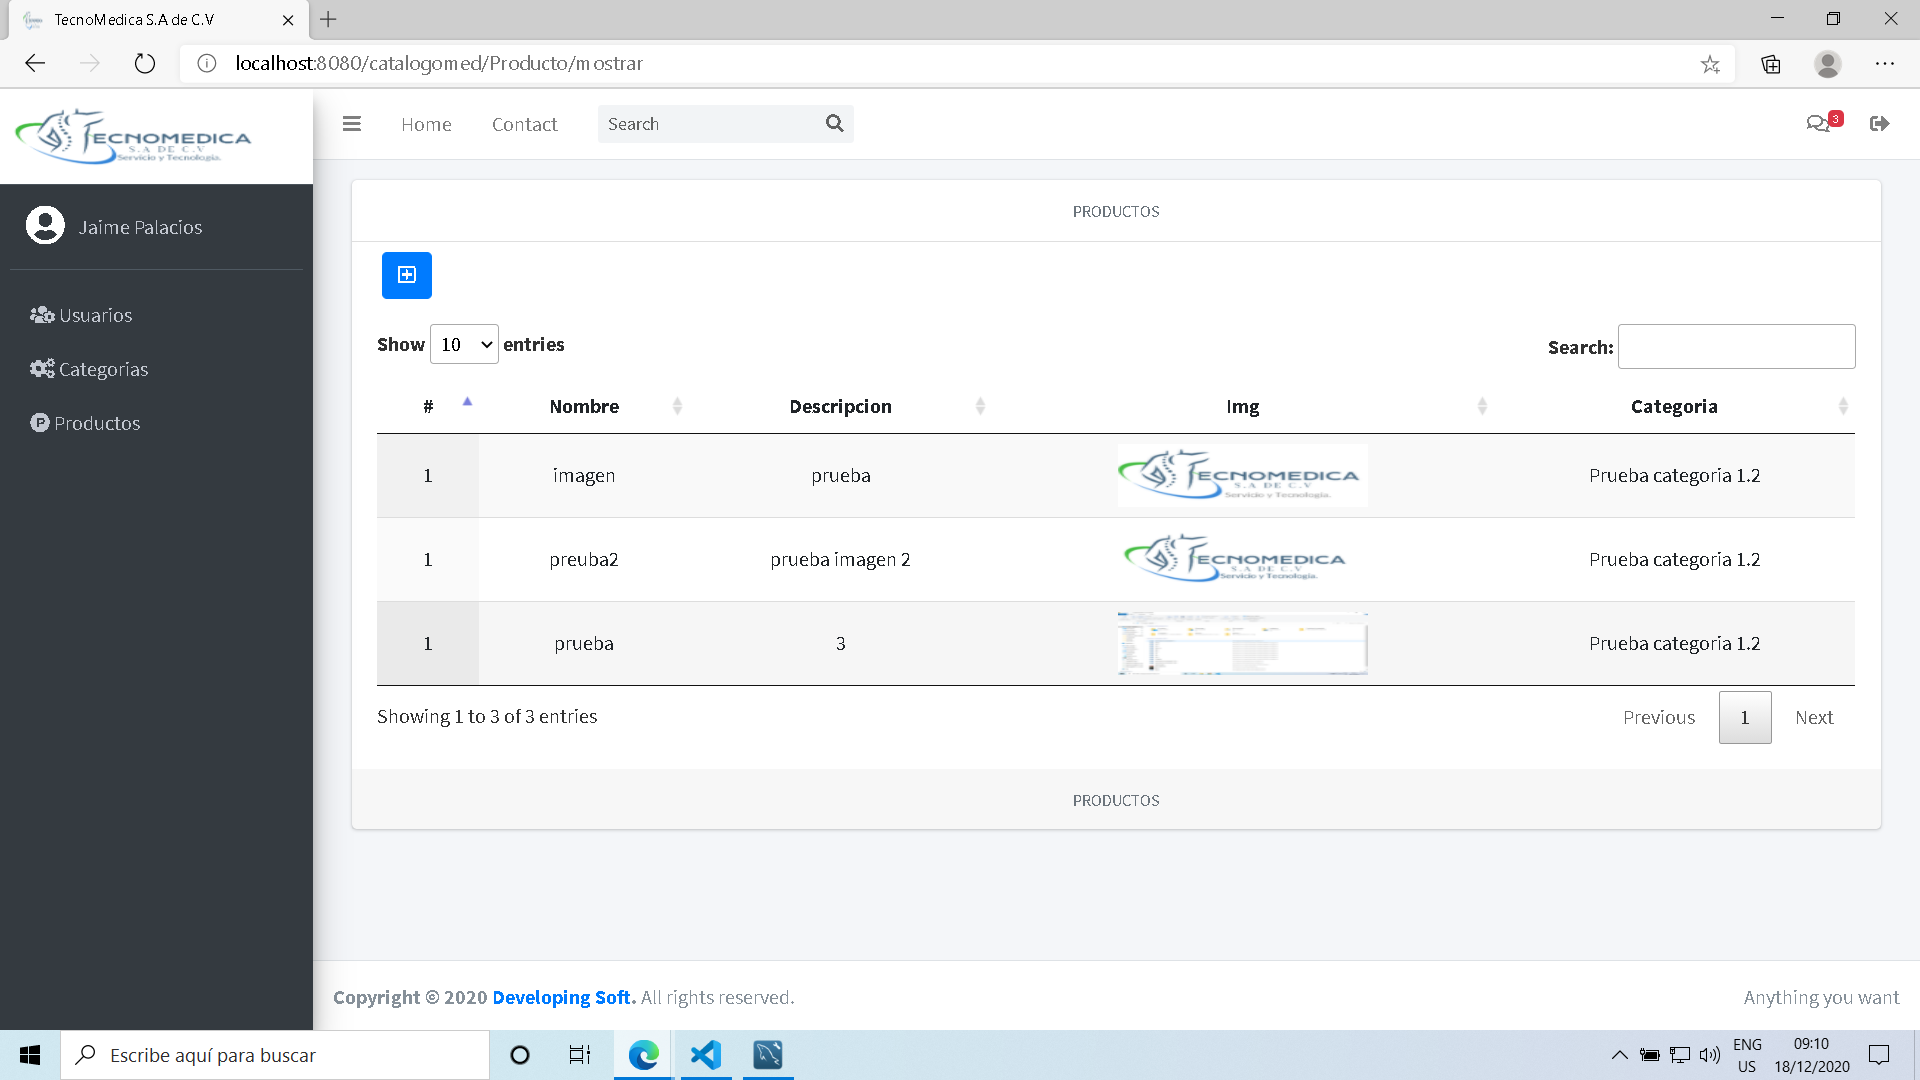 TecnoMedica S.A de C.V
localhost:8080/catalogomed/Producto/mostrar
TECNOMEDICA
S.A DE C.V
Servicio y Tecnología.
Home Contact Search 3
Jaime Palacios
Usuarios
Categorias
Productos
PRODUCTOS
Show 10 entries Search:
# Nombre Descripcion Img Categoria
1 imagen prueba TECNOMEDICA S.A DE C.V Servicio y Tecnología. Prueba categoria 1.2
1 preuba2 prueba imagen 2 TECNOMEDICA S.A DE C.V Servicio y Tecnología. Prueba categoria 1.2
1 prueba 3 Prueba categoria 1.2
Showing 1 to 3 of 3 entries Previous 1 Next
PRODUCTOS
Copyright © 2020 Developing Soft. All rights reserved. Anything you want
Escribe aquí para buscar
ENG
US
09:10
18/12/2020